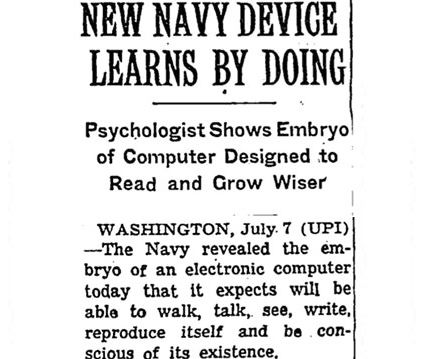 NEW NAVY DEVICE
LEARNS BY DOING
Psychologist Shows Embryo
of Computer Designed to
Read and Grow Wiser
WASHINGTON, July 7 (UPI)
—The Navy revealed the em-
bryo of an electronic computer
today that it expects will be
able to walk, talk, see, write,
reproduce itself and be con-
scious of its existence.